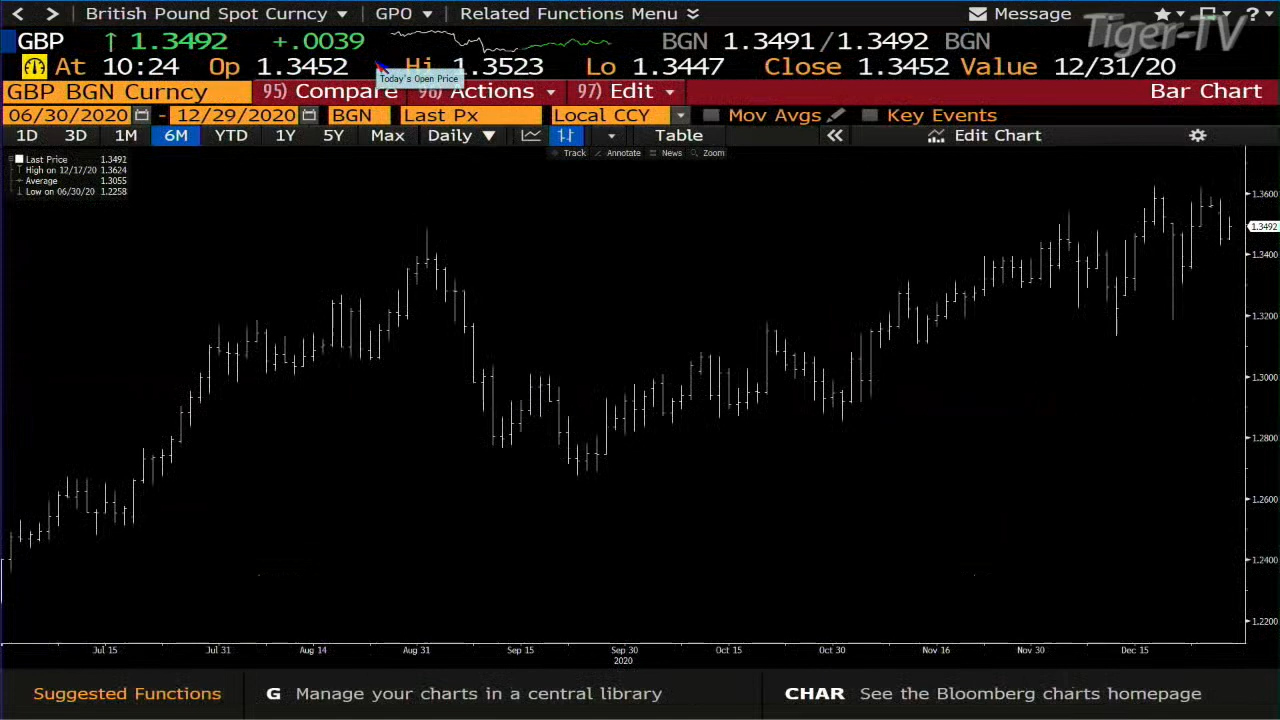 British Pound Spot Curncy GPO Related Functions Menu Message ?
Tiger-TV
GBP ↑ 1.3492 +.0039 BGN 1.3491/1.3492 BGN
At 10:24 Op 1.3452 Hi 1.3523 Lo 1.3447 Close 1.3452 Value 12/31/20
Today's Open Price
GBP BGN Curncy 95) Compare 96) Actions 97) Edit Bar Chart
06/30/2020 - 12/29/2020 BGN Last Px Local CCY Mov Avgs Key Events
1D 3D 1M 6M YTD 1Y 5Y Max Daily ▼ Table « Edit Chart
Track Annotate News Zoom
Last Price 1.3491
High on 12/17/20 1.3624
Average 1.3055
Low on 06/30/20 1.2258
1.3600
1.3492
1.3400
1.3200
1.3000
1.2800
1.2600
1.2400
1.2200
Jul 15 Jul 31 Aug 14 Aug 31 Sep 15 Sep 30 Oct 15 Oct 30 Nov 16 Nov 30 Dec 15
2020
Suggested Functions G Manage your charts in a central library CHAR See the Bloomberg charts homepage